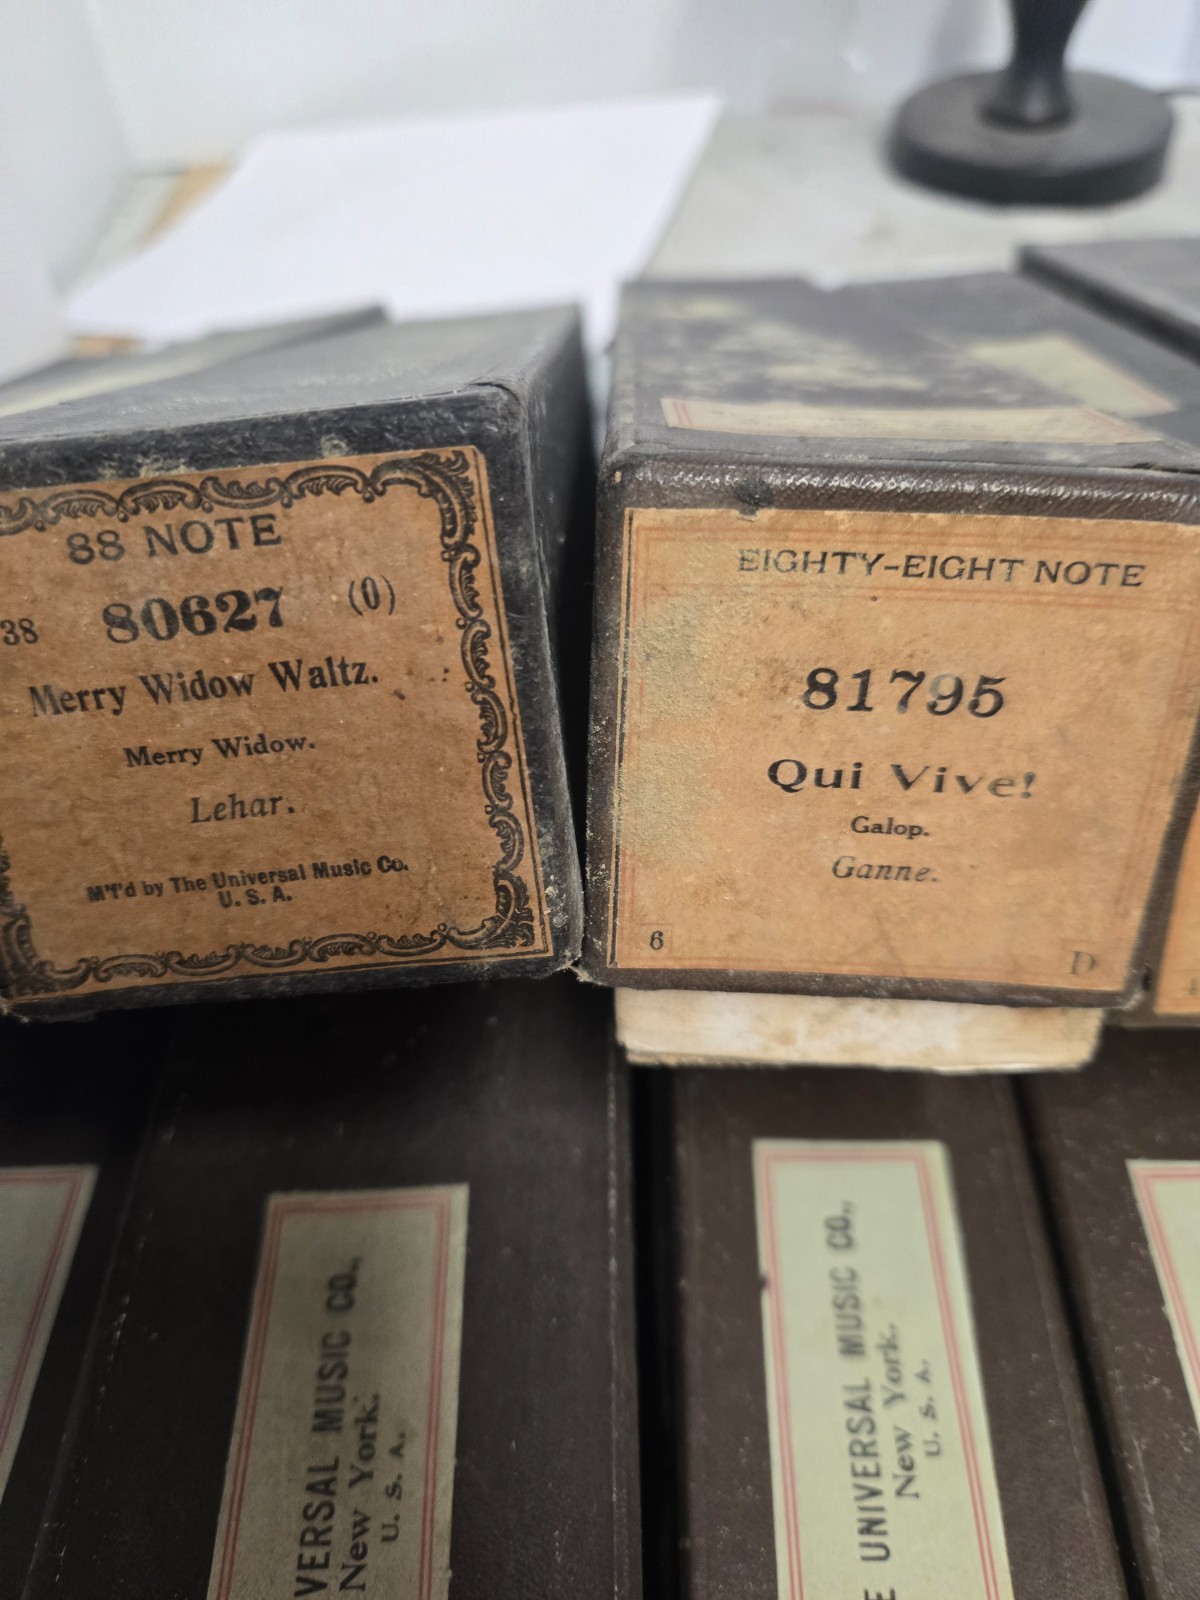 88 NOTE
38 80627 (0)
Merry Widow Waltz.
Merry Widow.
Lehar.
M'f'd by The Universal Music Co.
U. S. A.
EIGHTY-EIGHT NOTE
81795
Qui Vive!
Galop.
Ganne.
6 D
VERSAL MUSIC CO.,
New York.
U. S. A.
E UNIVERSAL MUSIC CO.,
New York.
U. S. A.